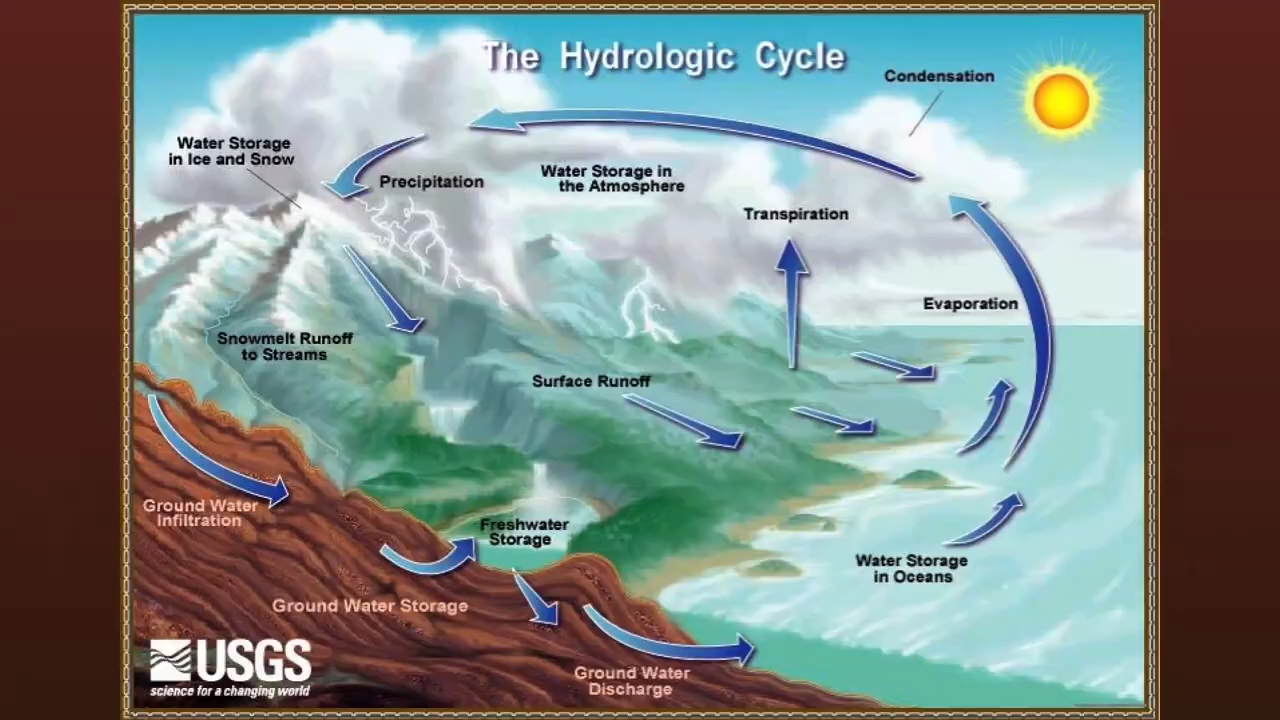 The Hydrologic Cycle
Condensation
Water Storage
in Ice and Snow
Precipitation
Water Storage in
the Atmosphere
Transpiration
Evaporation
Snowmelt Runoff
to Streams
Surface Runoff
Ground Water
Infiltration
Freshwater
Storage
Water Storage
in Oceans
Ground Water Storage
Ground Water
Discharge
USGS
science for a changing world